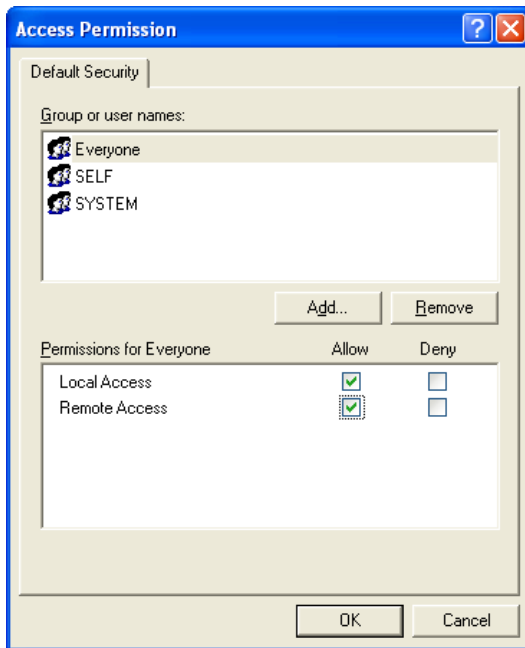 Access Permission
Default Security
Group or user names:
Everyone
SELF
SYSTEM
Add...
Remove
Permissions for Everyone Allow Deny
Local Access
Remote Access
OK
Cancel